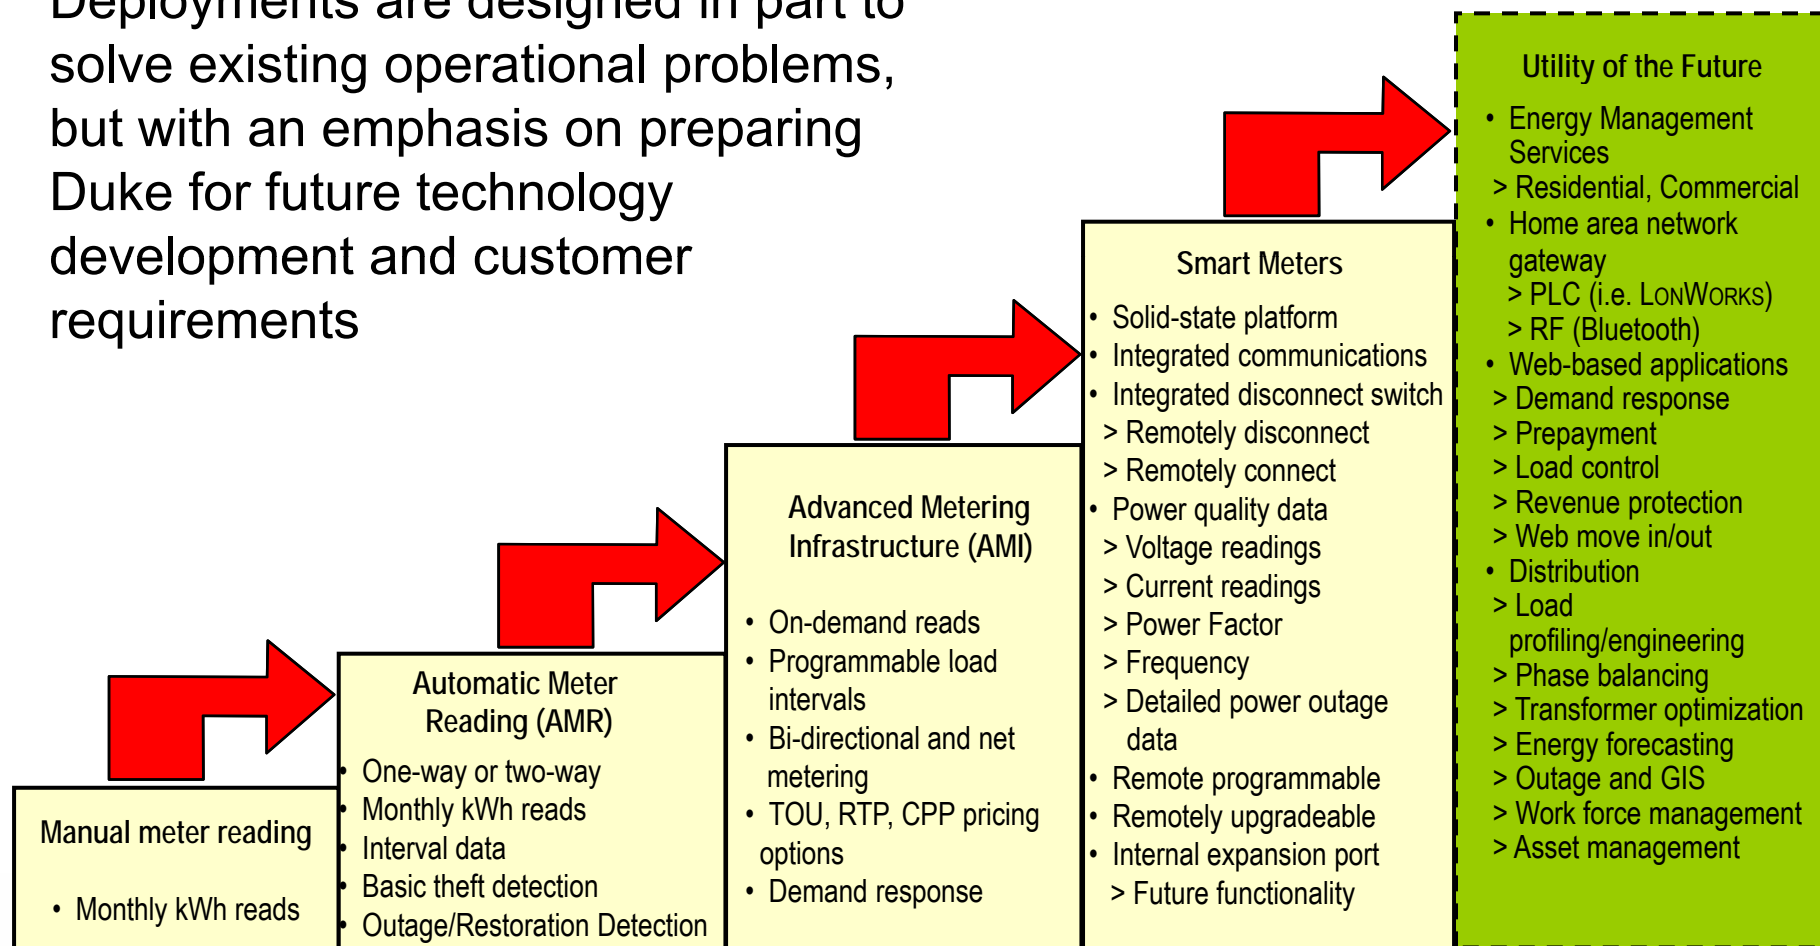 Deployments are designed in part to
solve existing operational problems,
but with an emphasis on preparing
Duke for future technology
development and customer
requirements
Manual meter reading
• Monthly kWh reads
Automatic Meter
Reading (AMR)
• One-way or two-way
• Monthly kWh reads
• Interval data
• Basic theft detection
• Outage/Restoration Detection
Advanced Metering
Infrastructure (AMI)
• On-demand reads
• Programmable load
intervals
• Bi-directional and net
metering
• TOU, RTP, CPP pricing
options
• Demand response
Smart Meters
• Solid-state platform
• Integrated communications
• Integrated disconnect switch
> Remotely disconnect
> Remotely connect
• Power quality data
> Voltage readings
> Current readings
> Power Factor
> Frequency
> Detailed power outage
data
• Remote programmable
• Remotely upgradeable
• Internal expansion port
> Future functionality
Utility of the Future
• Energy Management
Services
> Residential, Commercial
• Home area network
gateway
> PLC (i.e. LONWORKS)
> RF (Bluetooth)
• Web-based applications
> Demand response
> Prepayment
> Load control
> Revenue protection
> Web move in/out
• Distribution
> Load
profiling/engineering
> Phase balancing
> Transformer optimization
> Energy forecasting
> Outage and GIS
> Work force management
> Asset management